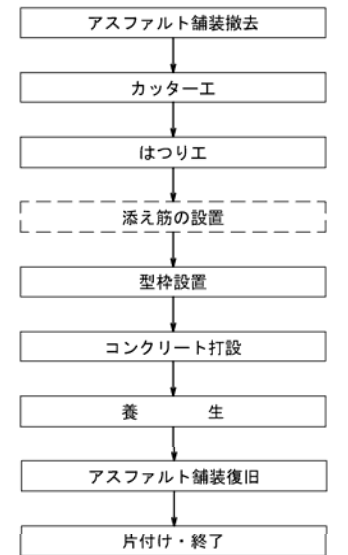 アスファルト舗装撤去
カッター工
はつり工
添え筋の設置
型枠設置
コンクリート打設
養　　　生
アスファルト舗装復旧
片付け・終了